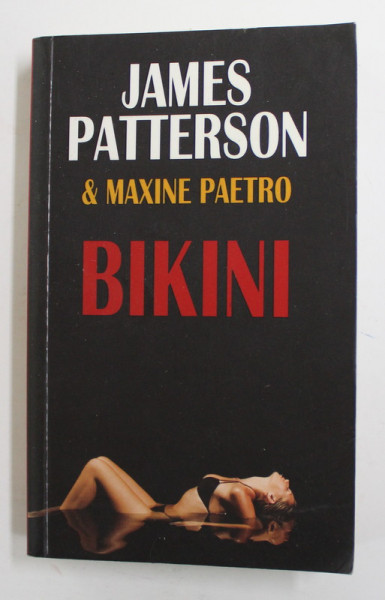 JAMES
PATTERSON
& MAXINE PAETRO
BIKINI